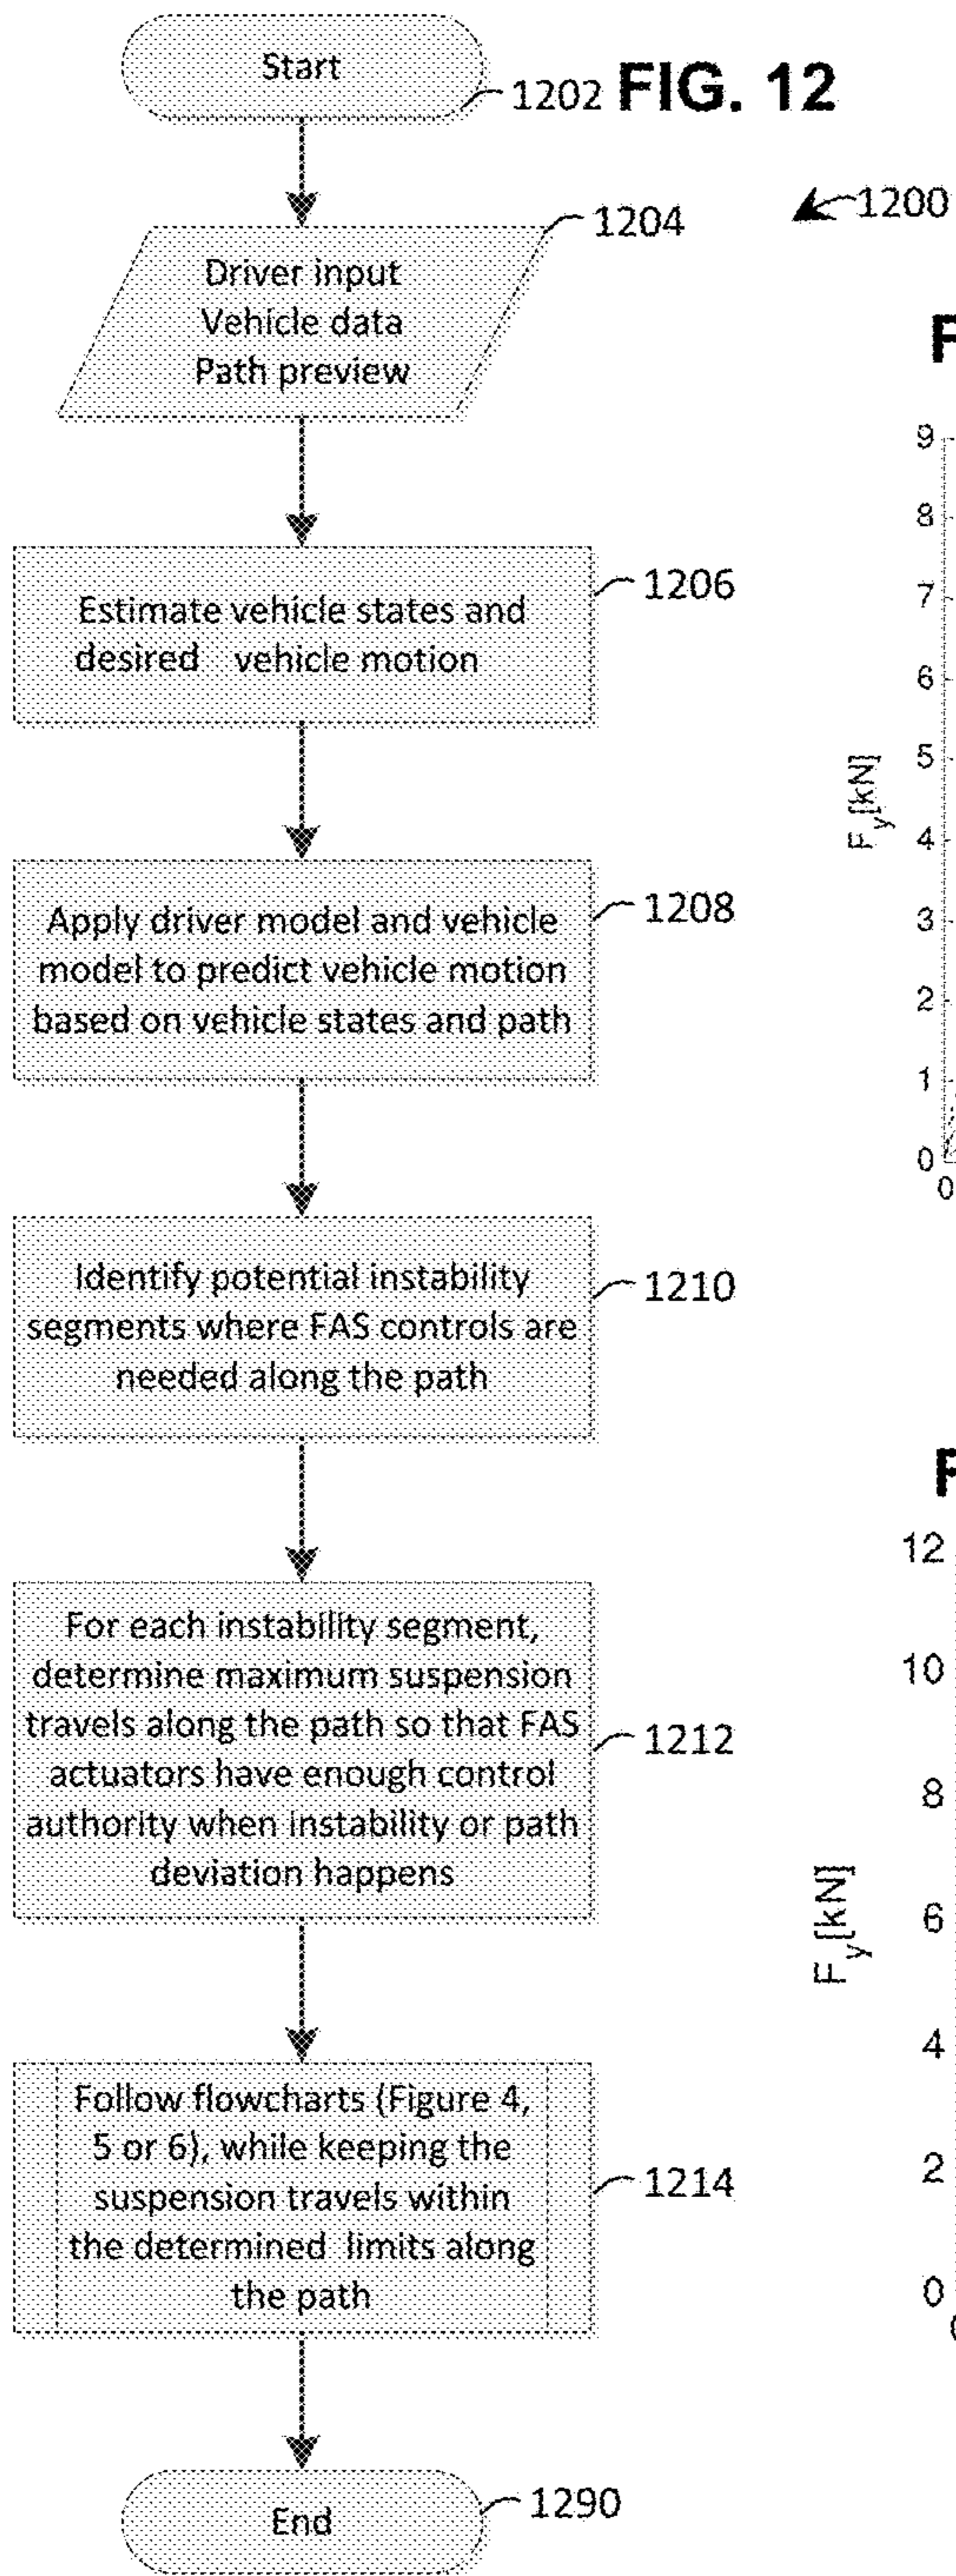 Start
1202 FIG. 12
1200
1204
Driver input
Vehicle data
Path preview
1206
Estimate vehicle states and
desired vehicle motion
1208
Apply driver model and vehicle
model to predict vehicle motion
based on vehicle states and path
1210
Identify potential instability
segments where FAS controls are
needed along the path
For each instability segment,
determine maximum suspension
travels along the path so that FAS
1212
actuators have enough control
authority when instability or path
deviation happens
Follow flowcharts (Figure 4,
5 or 6), while keeping the
1214
suspension travels within
the determined limits along
the path
End
1290
F
9
8
7
6
5
4
3
2
1
0
0
Fy[kN]
12
10
8
6
4
2
0
Fy[kN]